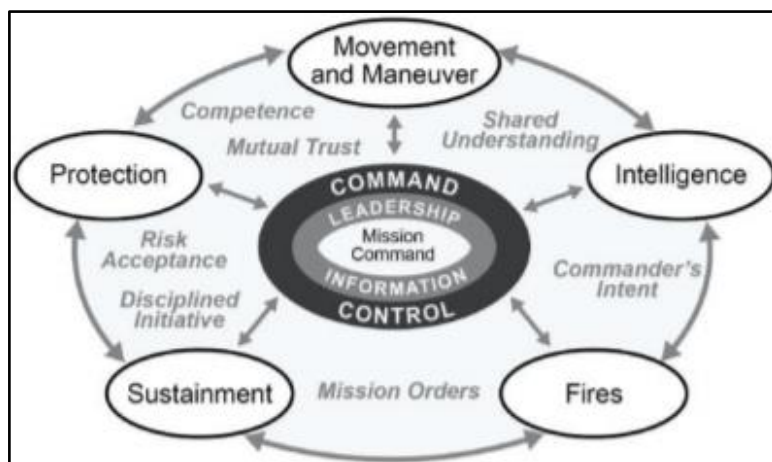 Movement
and Maneuver
Competence
Mutual Trust
Shared
Understanding
Protection
Intelligence
COMMAND
LEADERSHIP
Mission
Command
INFORMATION
CONTROL
Risk
Acceptance
Disciplined
Initiative
Commander's
Intent
Sustainment
Mission Orders
Fires